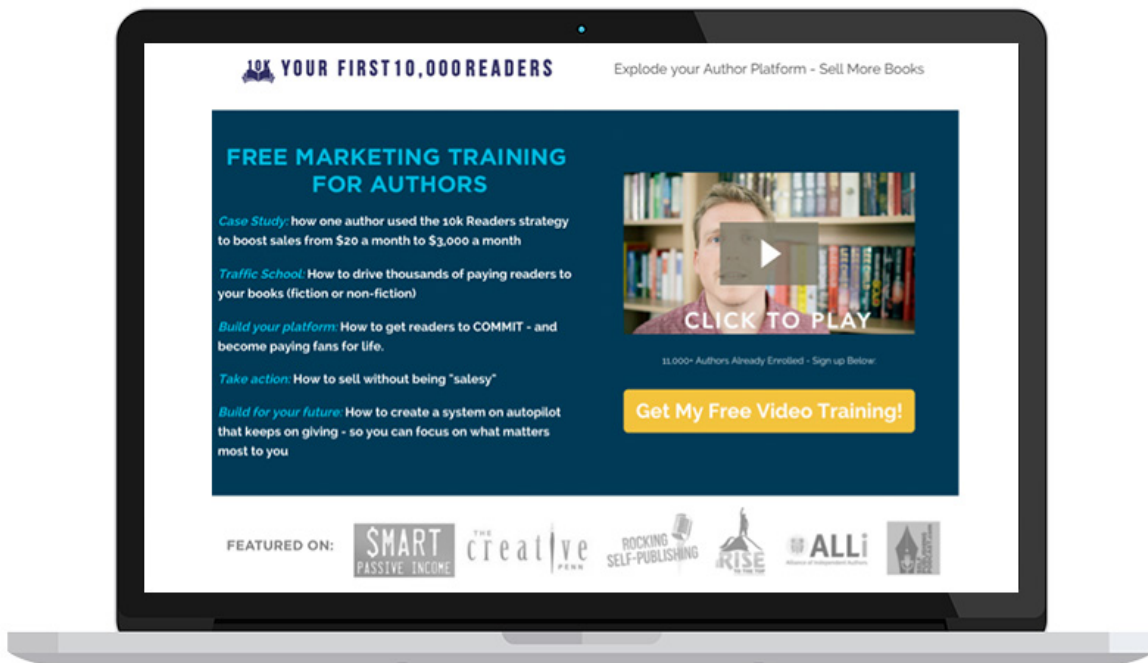 10K YOUR FIRST10,000READERS
Explode your Author Platform - Sell More Books
FREE MARKETING TRAINING
FOR AUTHORS
Case Study: how one author used the 10k Readers strategy
to boost sales from $20 a month to $3,000 a month
Traffic School: How to drive thousands of paying readers to
your books (fiction or non-fiction)
Build your platform: How to get readers to COMMIT - and
become paying fans for life.
Take action: How to sell without being "salesy"
Build for your future: How to create a system on autopilot
that keeps on giving - so you can focus on what matters
most to you
CLICK TO PLAY
11,000+ Authors Already Enrolled - Sign up Below:
Get My Free Video Training!
FEATURED ON:
$MART
PASSIVE INCOME
THE
creative
PENN
ROCKING
SELF-PUBLISHING
RISE
TO THE TOP
ALLi
Alliance of Independent Authors